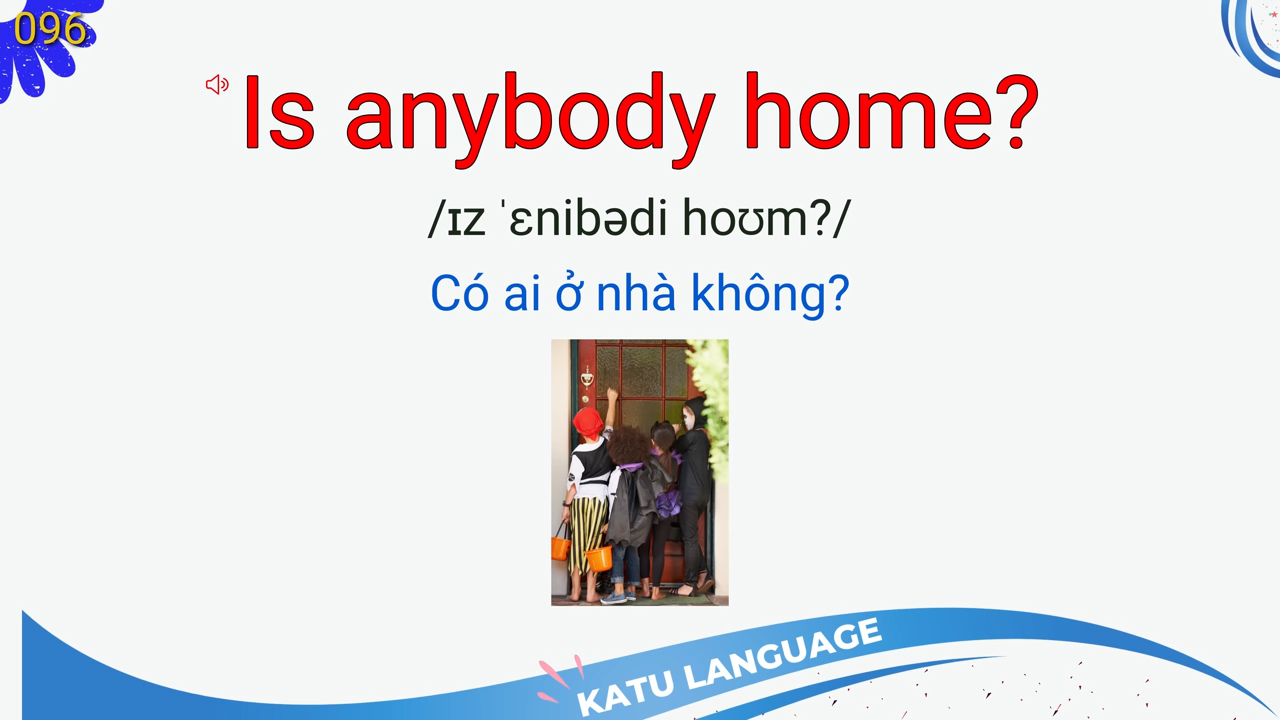 096
Is anybody home?
/ɪz ˈɛnibədi hoʊm?/
Có ai ở nhà không?
KATU LANGUAGE